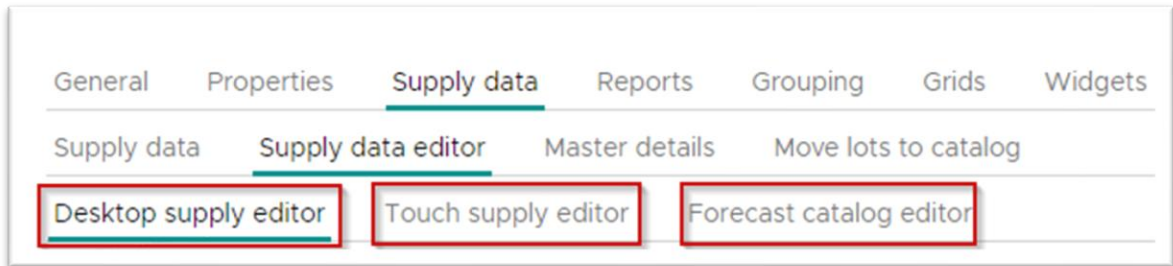 General Properties Supply data Reports Grouping Grids Widgets
Supply data Supply data editor Master details Move lots to catalog
Desktop supply editor Touch supply editor Forecast catalog editor